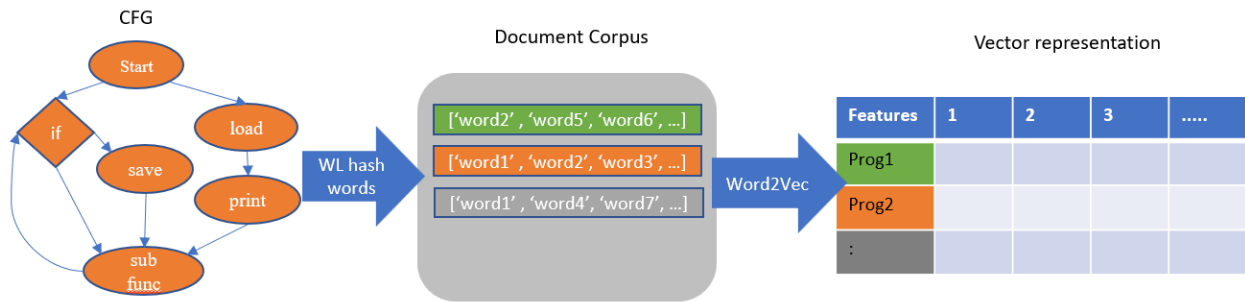 CFG
Start
if
load
save
print
sub
func
WL hash
words
Document Corpus
['word2' , 'word5', 'word6', ...]
['word1' , 'word2', 'word3', ...]
['word1' , 'word4', 'word7', ...]
Word2Vec
Vector representation
Features 1 2 3 .....
Prog1
Prog2
: